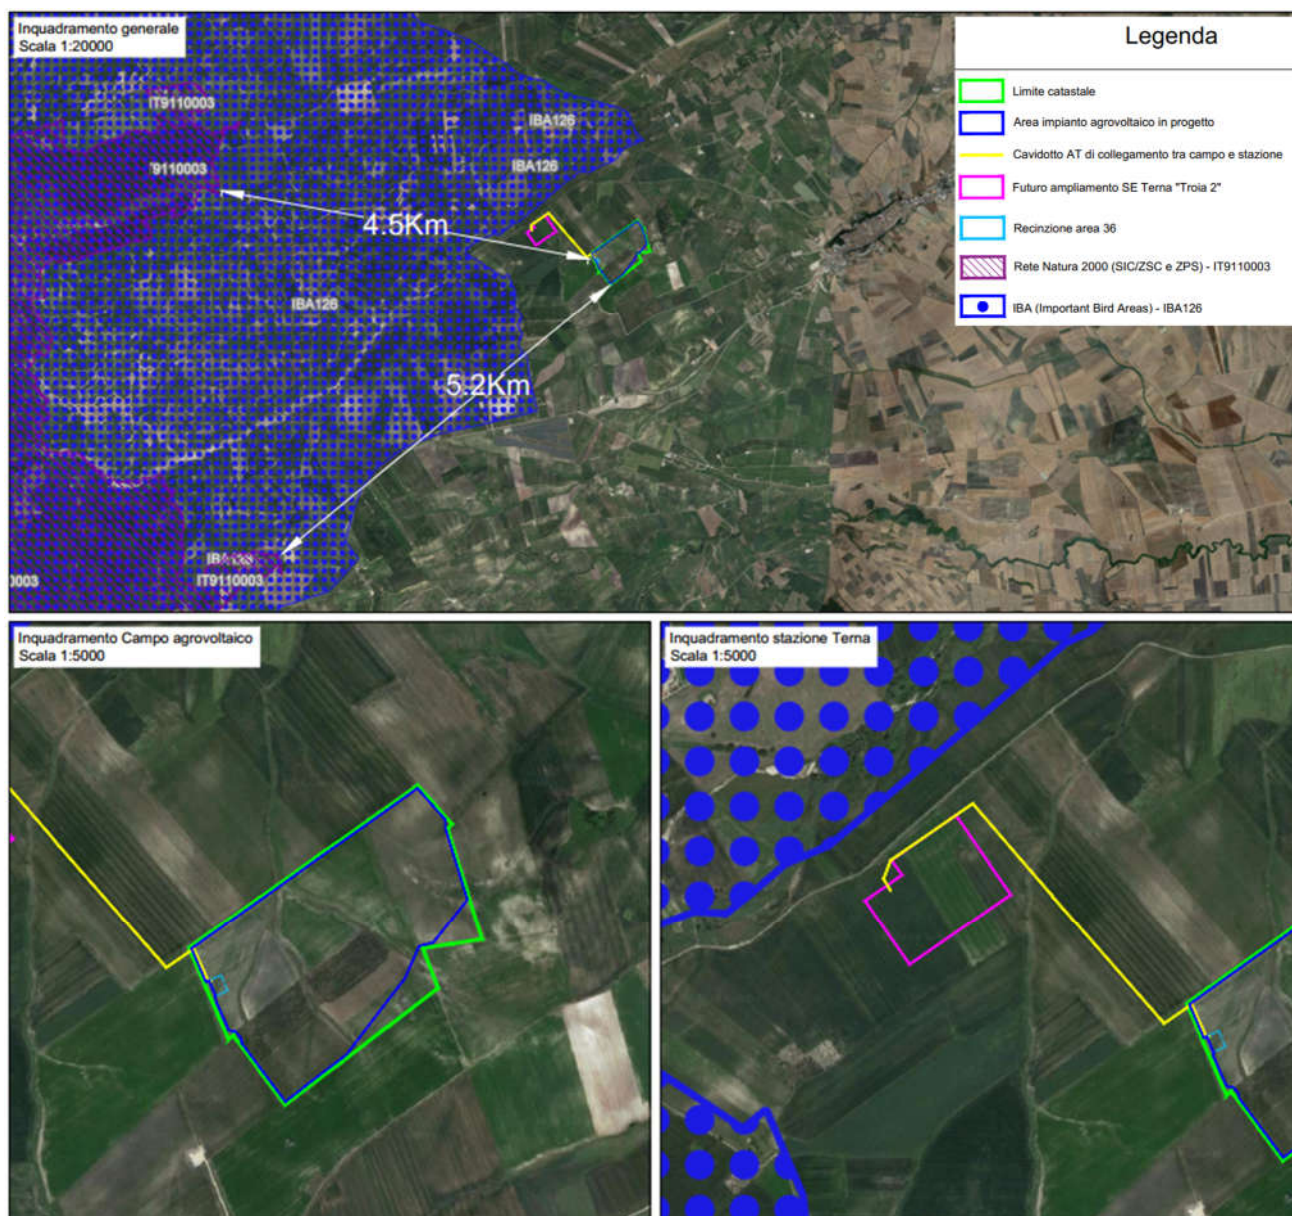 Inquadramento generale
Scala 1:20000
Legenda
Limite catastale
Area impianto agrovoltaico in progetto
Cavidotto AT di collegamento tra campo e stazione
Futuro ampliamento SE Terna "Troia 2"
Recinzione area 36
Rete Natura 2000 (SIC/ZSC e ZPS) - IT9110003
IBA (Important Bird Areas) - IBA126
IT9110003
IBA126
9110003
IBA126
4.5Km
IBA126
5.2Km
IT9110003
0003
Inquadramento Campo agrovoltaico
Scala 1:5000
Inquadramento stazione Terna
Scala 1:5000